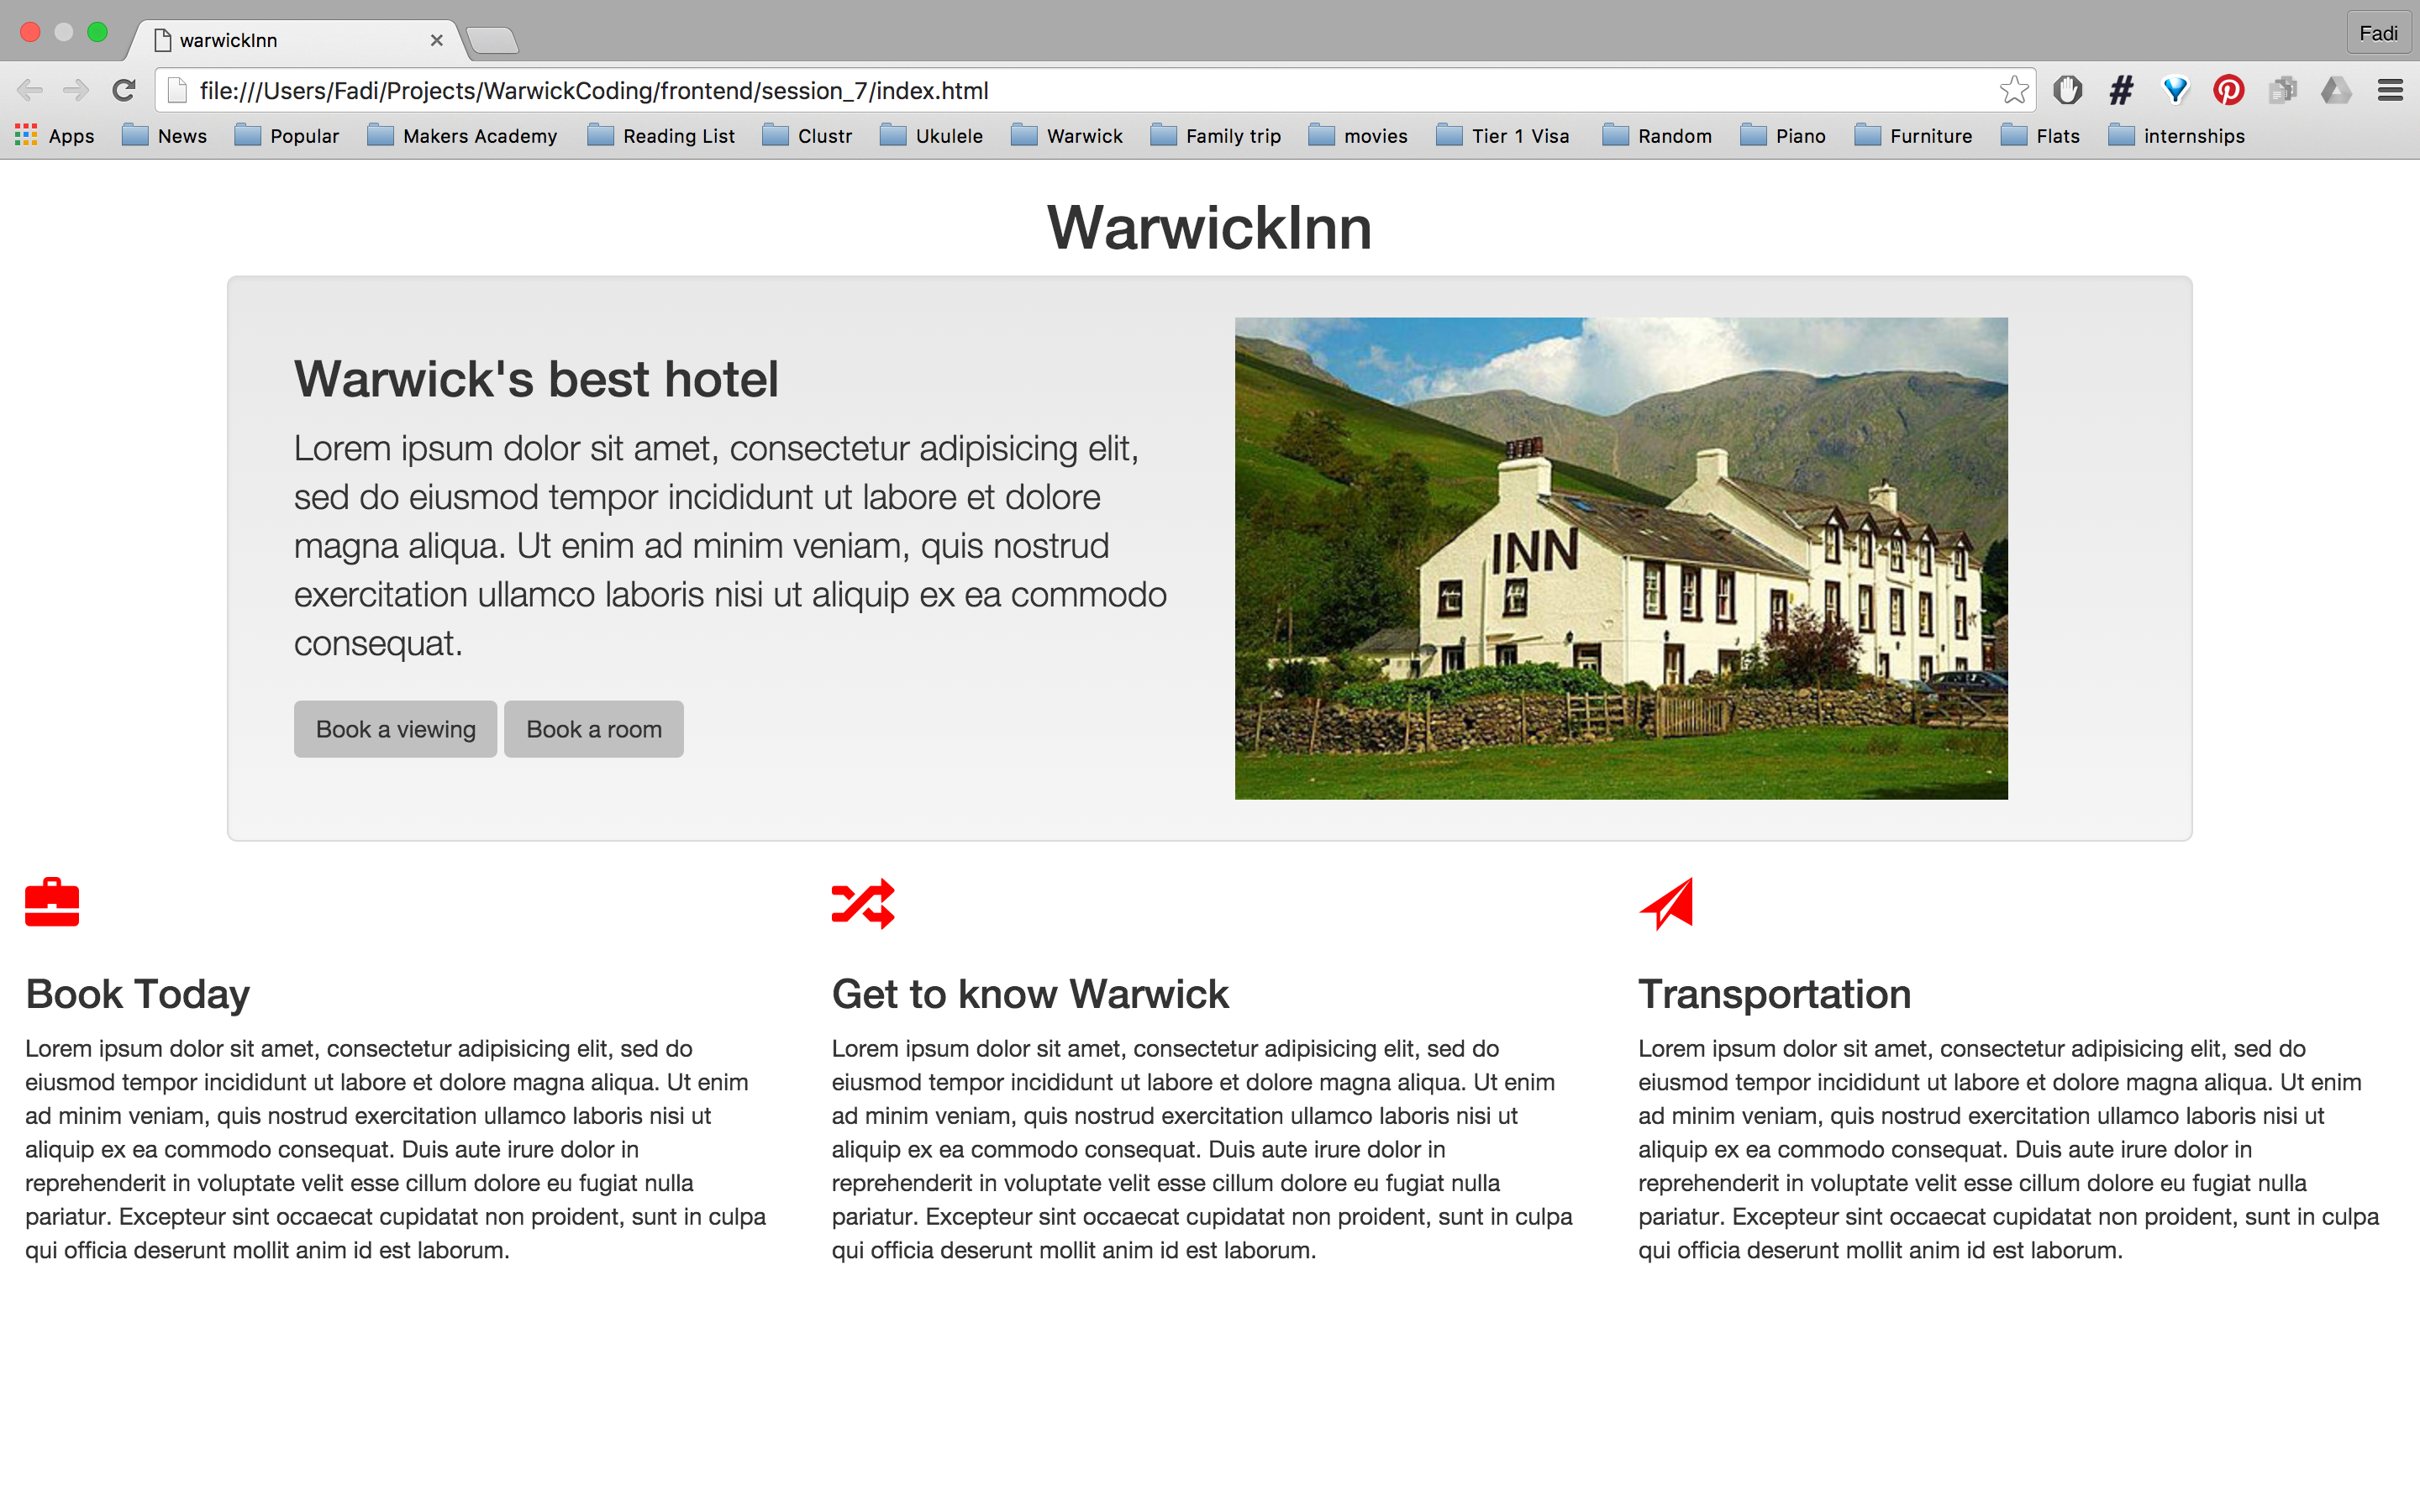 warwickInn
Fadi
file:///Users/Fadi/Projects/WarwickCoding/frontend/session_7/index.html
Apps News Popular Makers Academy Reading List Clustr Ukulele Warwick Family trip movies Tier 1 Visa Random Piano Furniture Flats internships
WarwickInn
Warwick's best hotel
Lorem ipsum dolor sit amet, consectetur adipisicing elit,
sed do eiusmod tempor incididunt ut labore et dolore
magna aliqua. Ut enim ad minim veniam, quis nostrud
exercitation ullamco laboris nisi ut aliquip ex ea commodo
consequat.
Book a viewing Book a room
INN
Book Today
Lorem ipsum dolor sit amet, consectetur adipisicing elit, sed do
eiusmod tempor incididunt ut labore et dolore magna aliqua. Ut enim
ad minim veniam, quis nostrud exercitation ullamco laboris nisi ut
aliquip ex ea commodo consequat. Duis aute irure dolor in
reprehenderit in voluptate velit esse cillum dolore eu fugiat nulla
pariatur. Excepteur sint occaecat cupidatat non proident, sunt in culpa
qui officia deserunt mollit anim id est laborum.
Get to know Warwick
Lorem ipsum dolor sit amet, consectetur adipisicing elit, sed do
eiusmod tempor incididunt ut labore et dolore magna aliqua. Ut enim
ad minim veniam, quis nostrud exercitation ullamco laboris nisi ut
aliquip ex ea commodo consequat. Duis aute irure dolor in
reprehenderit in voluptate velit esse cillum dolore eu fugiat nulla
pariatur. Excepteur sint occaecat cupidatat non proident, sunt in culpa
qui officia deserunt mollit anim id est laborum.
Transportation
Lorem ipsum dolor sit amet, consectetur adipisicing elit, sed do
eiusmod tempor incididunt ut labore et dolore magna aliqua. Ut enim
ad minim veniam, quis nostrud exercitation ullamco laboris nisi ut
aliquip ex ea commodo consequat. Duis aute irure dolor in
reprehenderit in voluptate velit esse cillum dolore eu fugiat nulla
pariatur. Excepteur sint occaecat cupidatat non proident, sunt in culpa
qui officia deserunt mollit anim id est laborum.